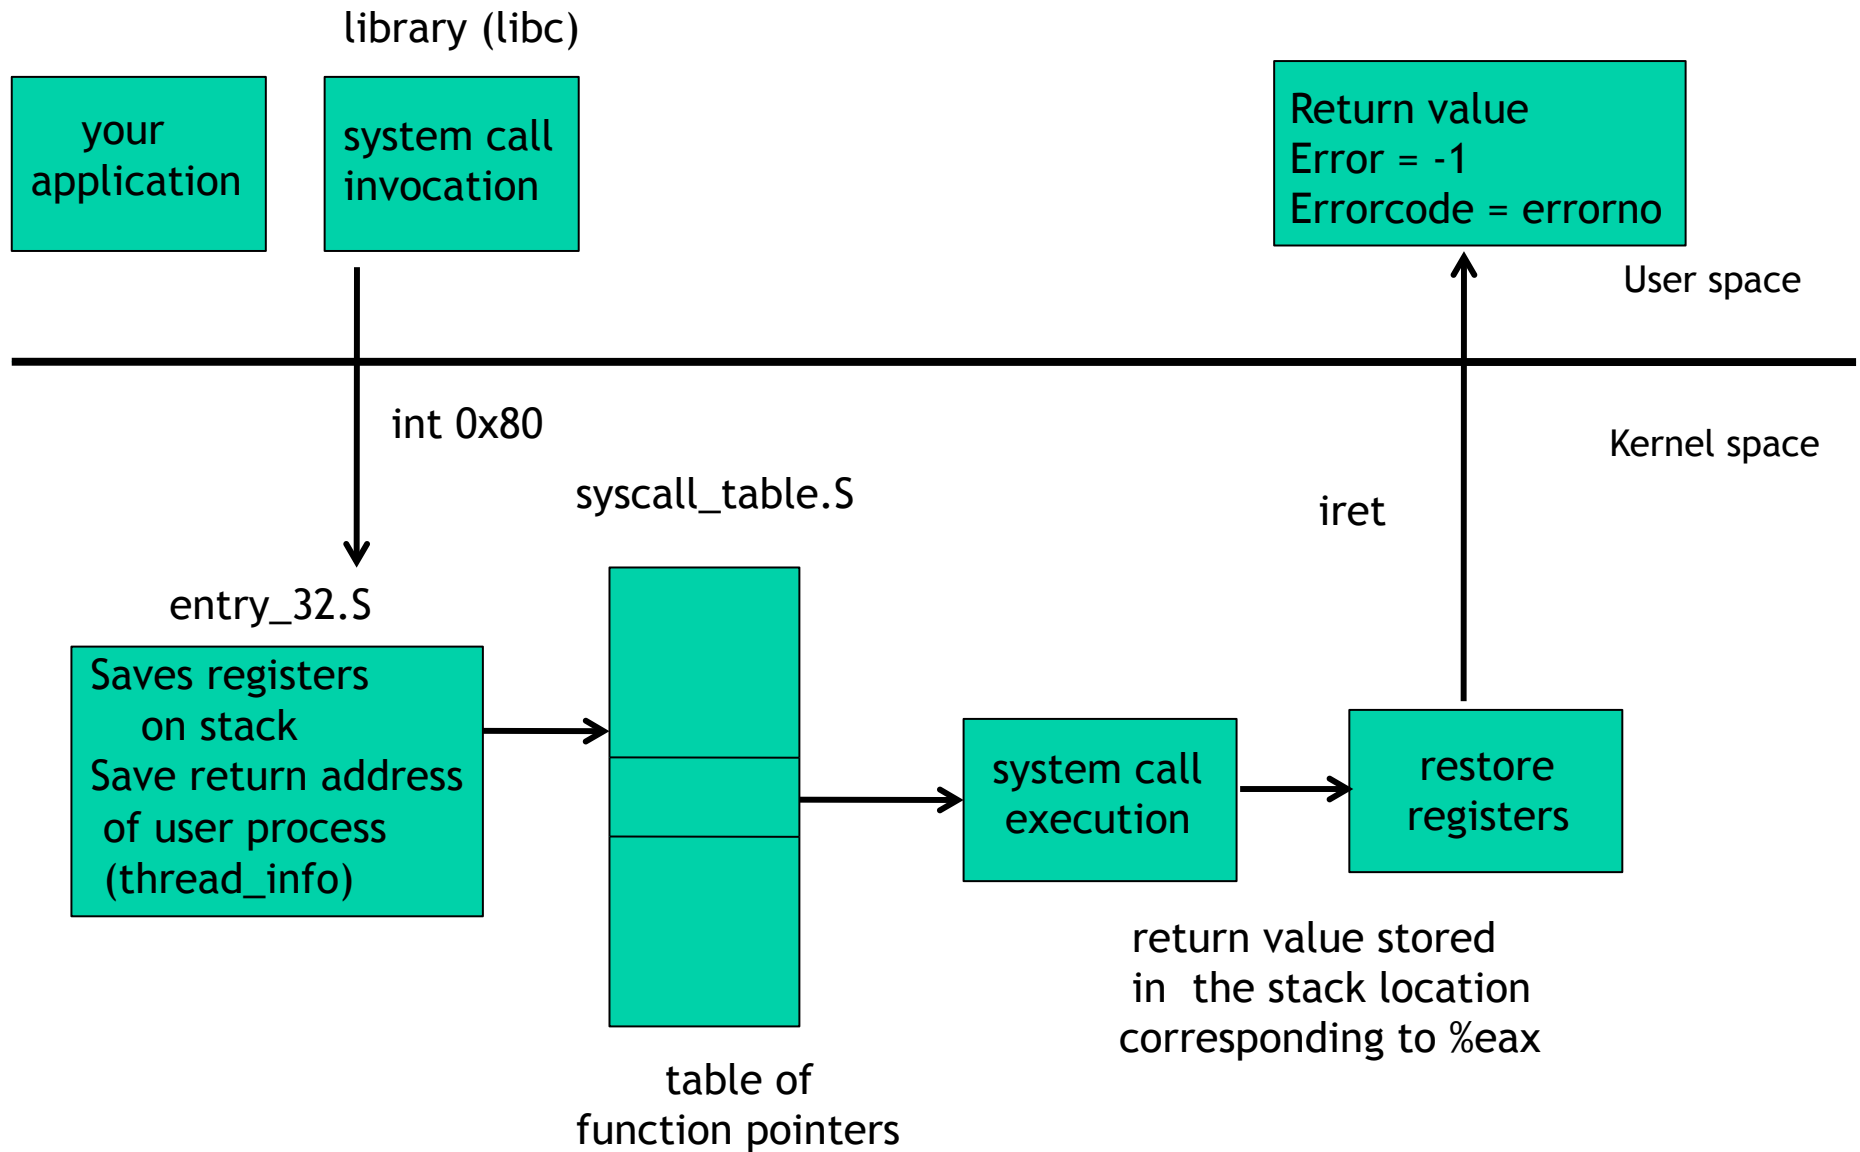 library (libc)
your
application
system call
invocation
Return value
Error = -1
Errorcode = errorno
User space
int 0x80
Kernel space
syscall_table.S
iret
entry_32.S
Saves registers
on stack
Save return address
of user process
(thread_info)
system call
execution
restore
registers
return value stored
in the stack location
corresponding to %eax
table of
function pointers